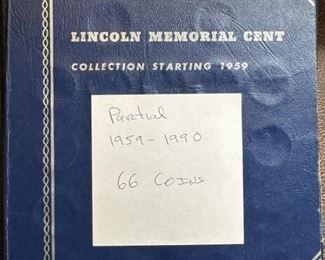 LINCOLN MEMORIAL CENT
COLLECTION STARTING 1959
Partial
1959-1990
66 COINS